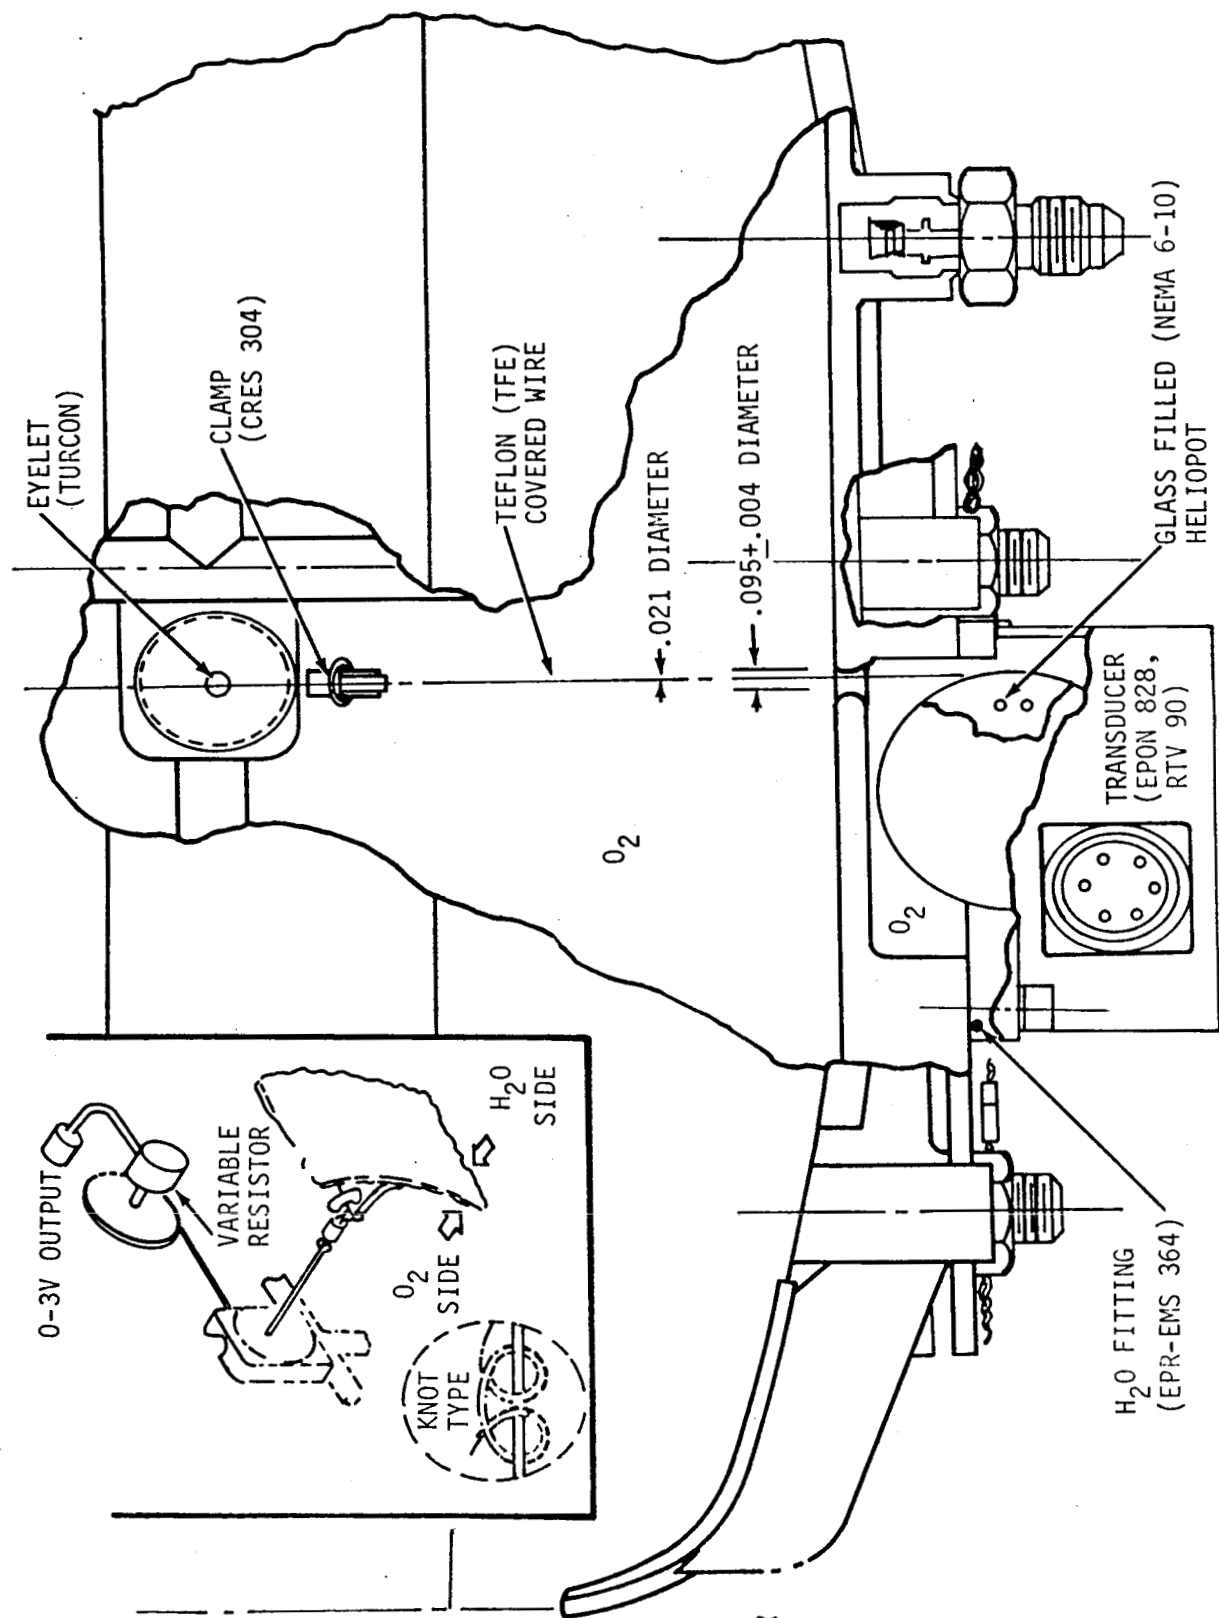 EYELET
(TURCON)
CLAMP
(CRES 304)
TEFLON (TFE)
COVERED WIRE
.021 DIAMETER
.095±.004 DIAMETER
GLASS FILLED (NEMA 6-10)
HELIOPOT
TRANSDUCER
(EPON 828,
RTV 90)
O2
O2
H2O FITTING
(EPR-EMS 364)
0-3V OUTPUT
VARIABLE
RESISTOR
O2
SIDE
H2O
SIDE
KNOT
TYPE